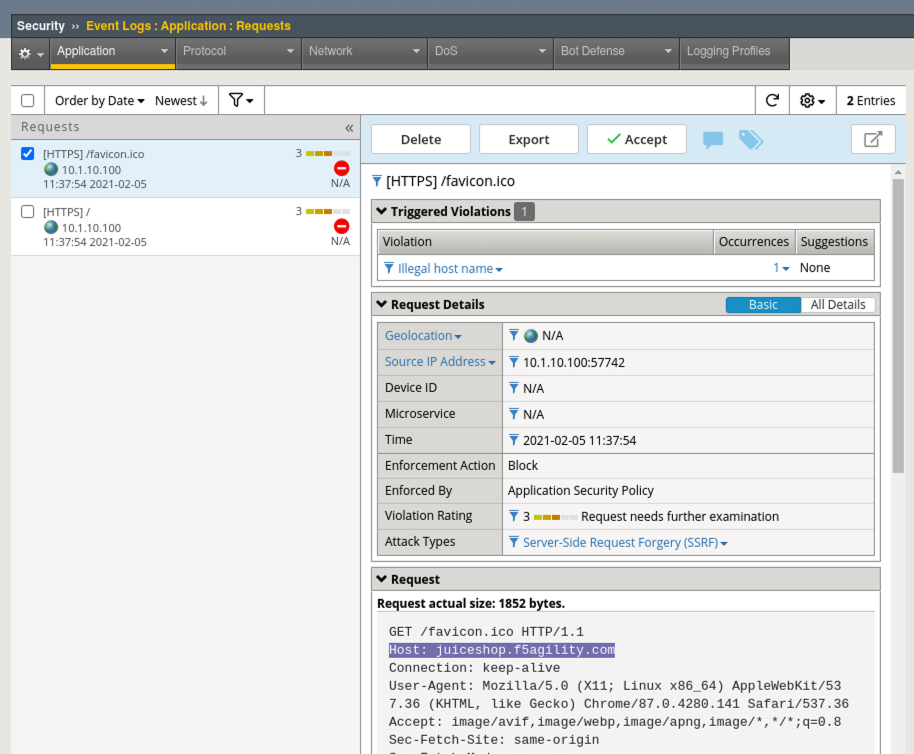 Security ›› Event Logs : Application : Requests
Application Protocol Network DoS Bot Defense Logging Profiles
Order by Date Newest 2 Entries
Requests «
[HTTPS] /favicon.ico 3
10.1.10.100
11:37:54 2021-02-05 N/A
[HTTPS] / 3
10.1.10.100
11:37:54 2021-02-05 N/A
Delete Export Accept
[HTTPS] /favicon.ico
Triggered Violations 1
Violation Occurrences Suggestions
Illegal host name 1 None
Request Details Basic All Details
Geolocation N/A
Source IP Address 10.1.10.100:57742
Device ID N/A
Microservice N/A
Time 2021-02-05 11:37:54
Enforcement Action Block
Enforced By Application Security Policy
Violation Rating 3 Request needs further examination
Attack Types Server-Side Request Forgery (SSRF)
Request
Request actual size: 1852 bytes.
GET /favicon.ico HTTP/1.1
Host: juiceshop.f5agility.com
Connection: keep-alive
User-Agent: Mozilla/5.0 (X11; Linux x86_64) AppleWebKit/53
7.36 (KHTML, like Gecko) Chrome/87.0.4280.141 Safari/537.36
Accept: image/avif,image/webp,image/apng,image/*,*/*;q=0.8
Sec-Fetch-Site: same-origin